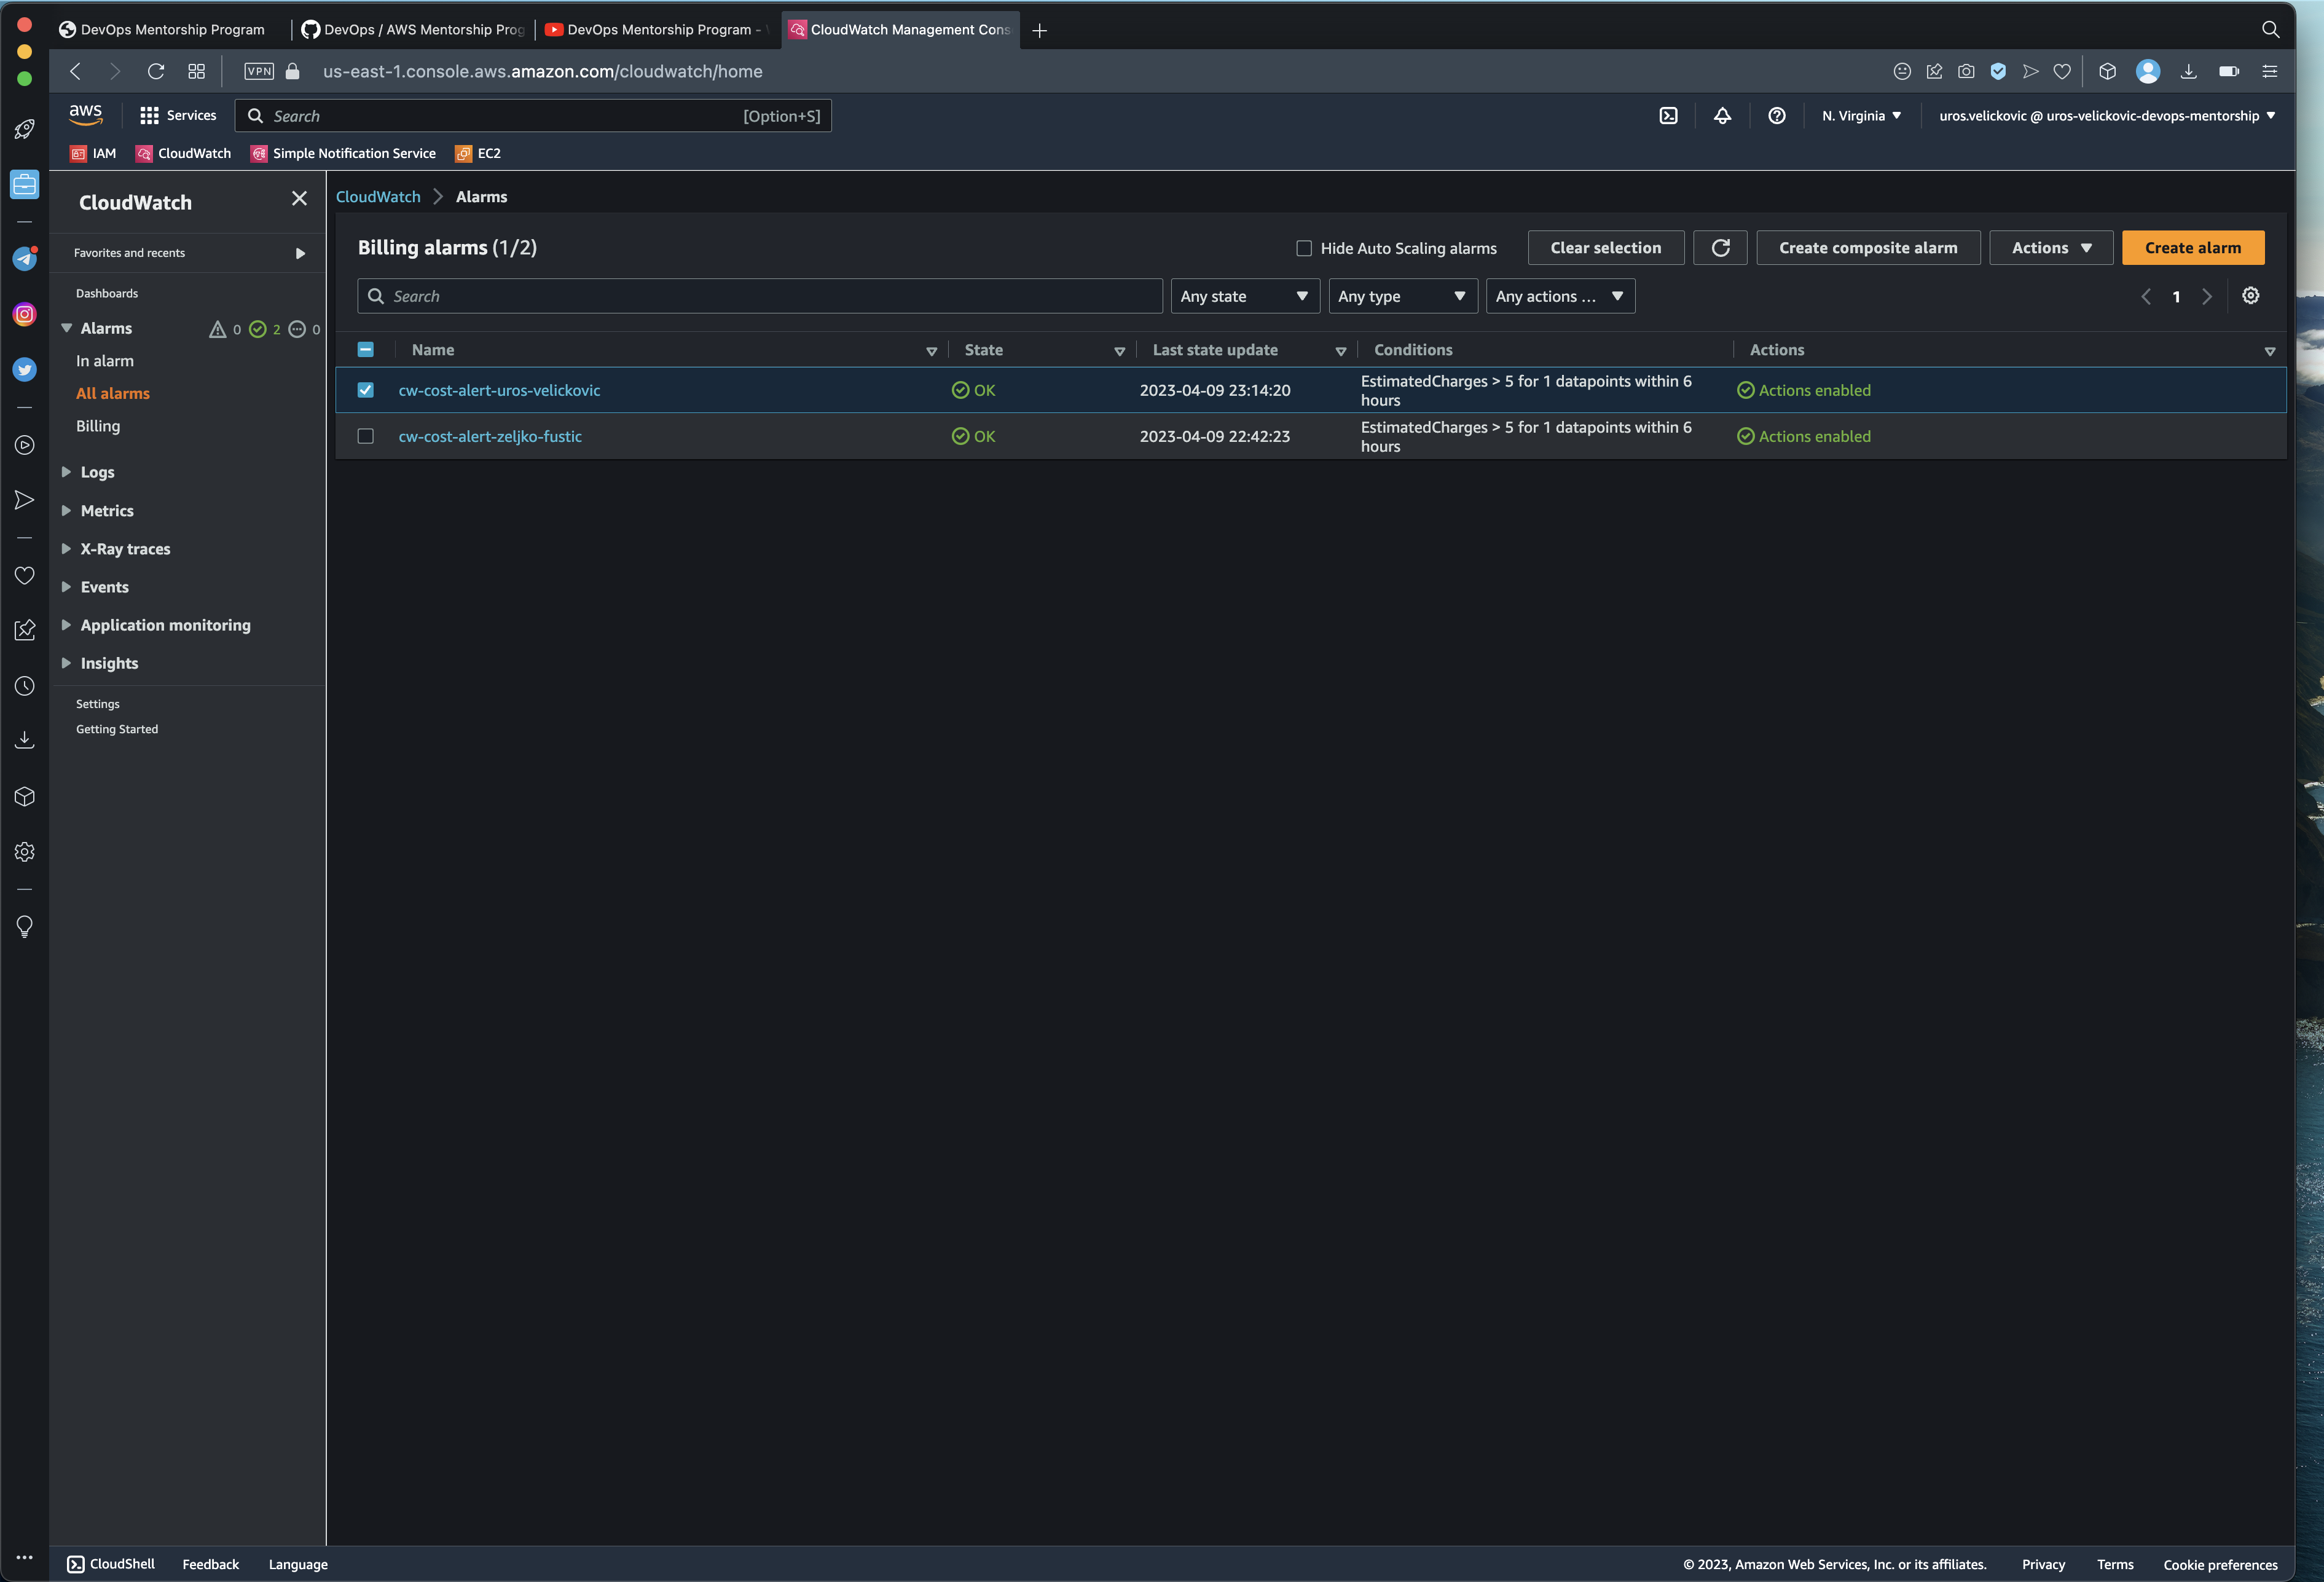 DevOps Mentorship Program
DevOps / AWS Mentorship Prog
DevOps Mentorship Program -
CloudWatch Management Cons
VPN
us-east-1.console.aws.amazon.com/cloudwatch/home
aws
Services
Search
[Option+S]
N. Virginia
uros.velickovic @ uros-velickovic-devops-mentorship
IAM
CloudWatch
Simple Notification Service
EC2
CloudWatch
Favorites and recents
Dashboards
Alarms
0
2
0
In alarm
All alarms
Billing
Logs
Metrics
X-Ray traces
Events
Application monitoring
Insights
Settings
Getting Started
CloudWatch
Alarms
Billing alarms (1/2)
Hide Auto Scaling alarms
Clear selection
Create composite alarm
Actions
Create alarm
Search
Any state
Any type
Any actions ...
1
Name
State
Last state update
Conditions
Actions
cw-cost-alert-uros-velickovic
OK
2023-04-09 23:14:20
EstimatedCharges > 5 for 1 datapoints within 6
hours
Actions enabled
cw-cost-alert-zeljko-fustic
OK
2023-04-09 22:42:23
EstimatedCharges > 5 for 1 datapoints within 6
hours
Actions enabled
CloudShell
Feedback
Language
© 2023, Amazon Web Services, Inc. or its affiliates.
Privacy
Terms
Cookie preferences